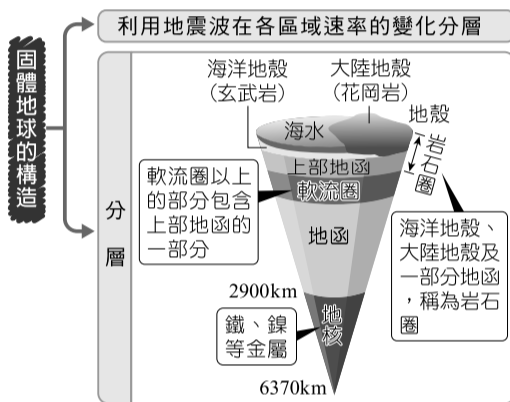 固體地球的構造
利用地震波在各區域速率的變化分層
分層
海洋地殼
（玄武岩）
大陸地殼
（花岡岩）
地殼
海水
岩石圈
上部地函
軟流圈
軟流圈以上
的部分包含
上部地函的
一部分
地函
海洋地殼、
大陸地殼及
一部分地函
，稱為岩石
圈
2900km
地核
鐵、鎳
等金屬
6370km